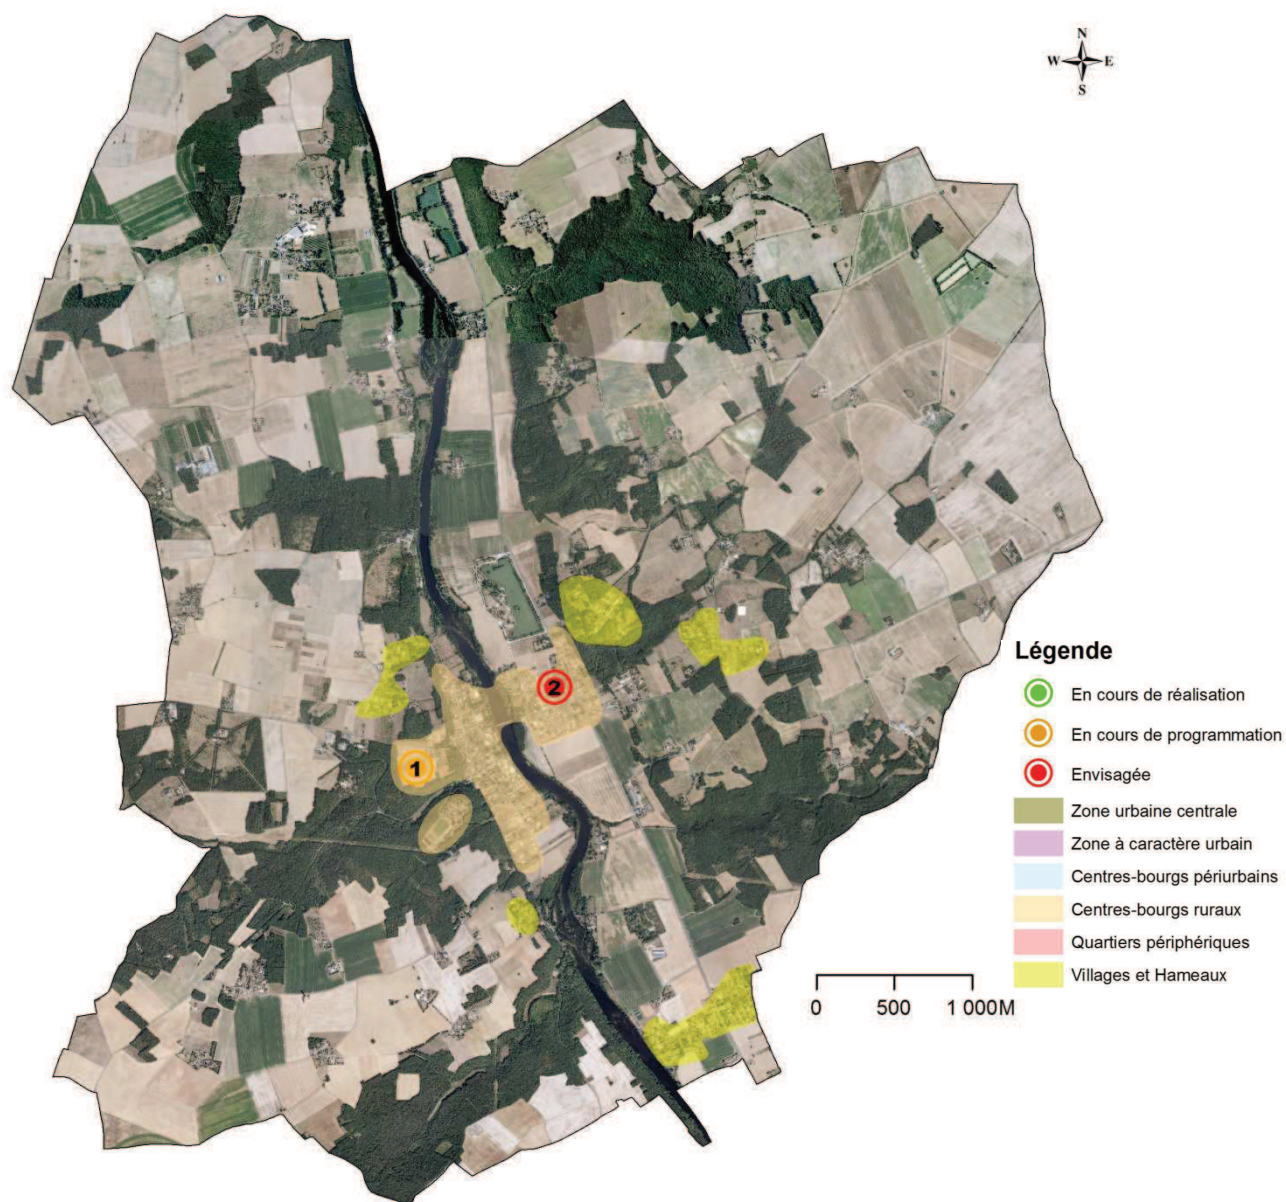 N
W E
S
2
1
Légende
En cours de réalisation
En cours de programmation
Envisagée
Zone urbaine centrale
Zone à caractère urbain
Centres-bourgs périurbains
Centres-bourgs ruraux
Quartiers périphériques
Villages et Hameaux
0 500 1 000M